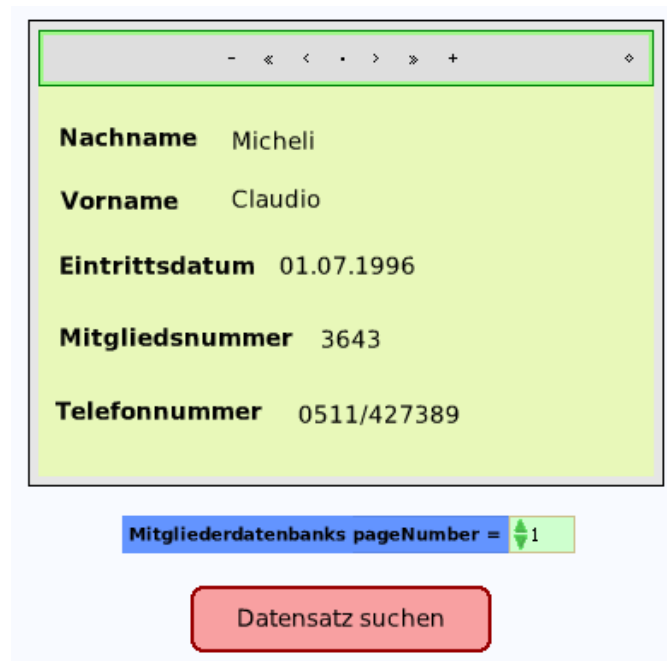 - « < · > » + ⋄
Nachname Micheli
Vorname Claudio
Eintrittsdatum 01.07.1996
Mitgliedsnummer 3643
Telefonnummer 0511/427389
Mitgliederdatenbanks pageNumber = 1
Datensatz suchen